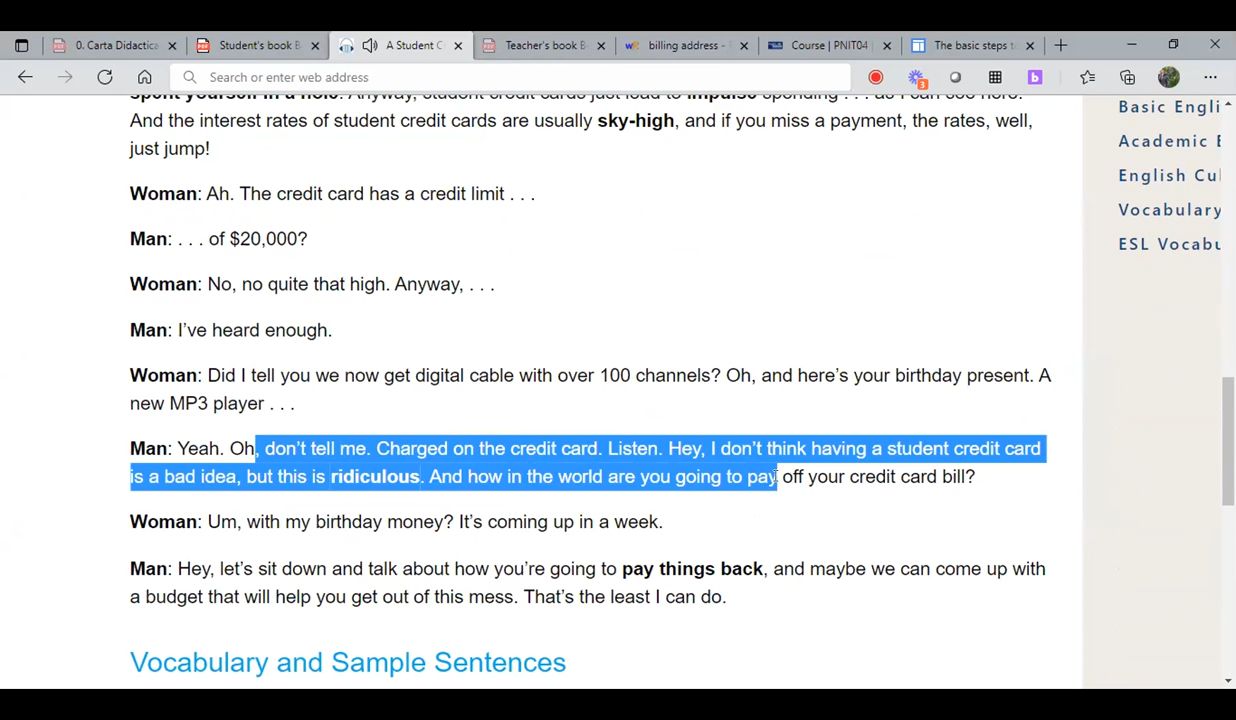 0. Carta Didactica
Student's book B
A Student C
Teacher's book B
billing address -
Course | PNIT04
The basic steps t
Search or enter web address
3
spent yourself in a hole. Anyway, student credit cards just lead to impulse spending . . . as I can see here.
And the interest rates of student credit cards are usually sky-high, and if you miss a payment, the rates, well,
just jump!
Woman: Ah. The credit card has a credit limit . . .
Man: . . . of $20,000?
Woman: No, no quite that high. Anyway, . . .
Man: I've heard enough.
Woman: Did I tell you we now get digital cable with over 100 channels? Oh, and here's your birthday present. A
new MP3 player . . .
Man: Yeah. Oh, don't tell me. Charged on the credit card. Listen. Hey, I don't think having a student credit card
is a bad idea, but this is ridiculous. And how in the world are you going to pay off your credit card bill?
Woman: Um, with my birthday money? It's coming up in a week.
Man: Hey, let's sit down and talk about how you're going to pay things back, and maybe we can come up with
a budget that will help you get out of this mess. That's the least I can do.
Vocabulary and Sample Sentences
Basic Engli
Academic E
English Cul
Vocabulary
ESL Vocabu